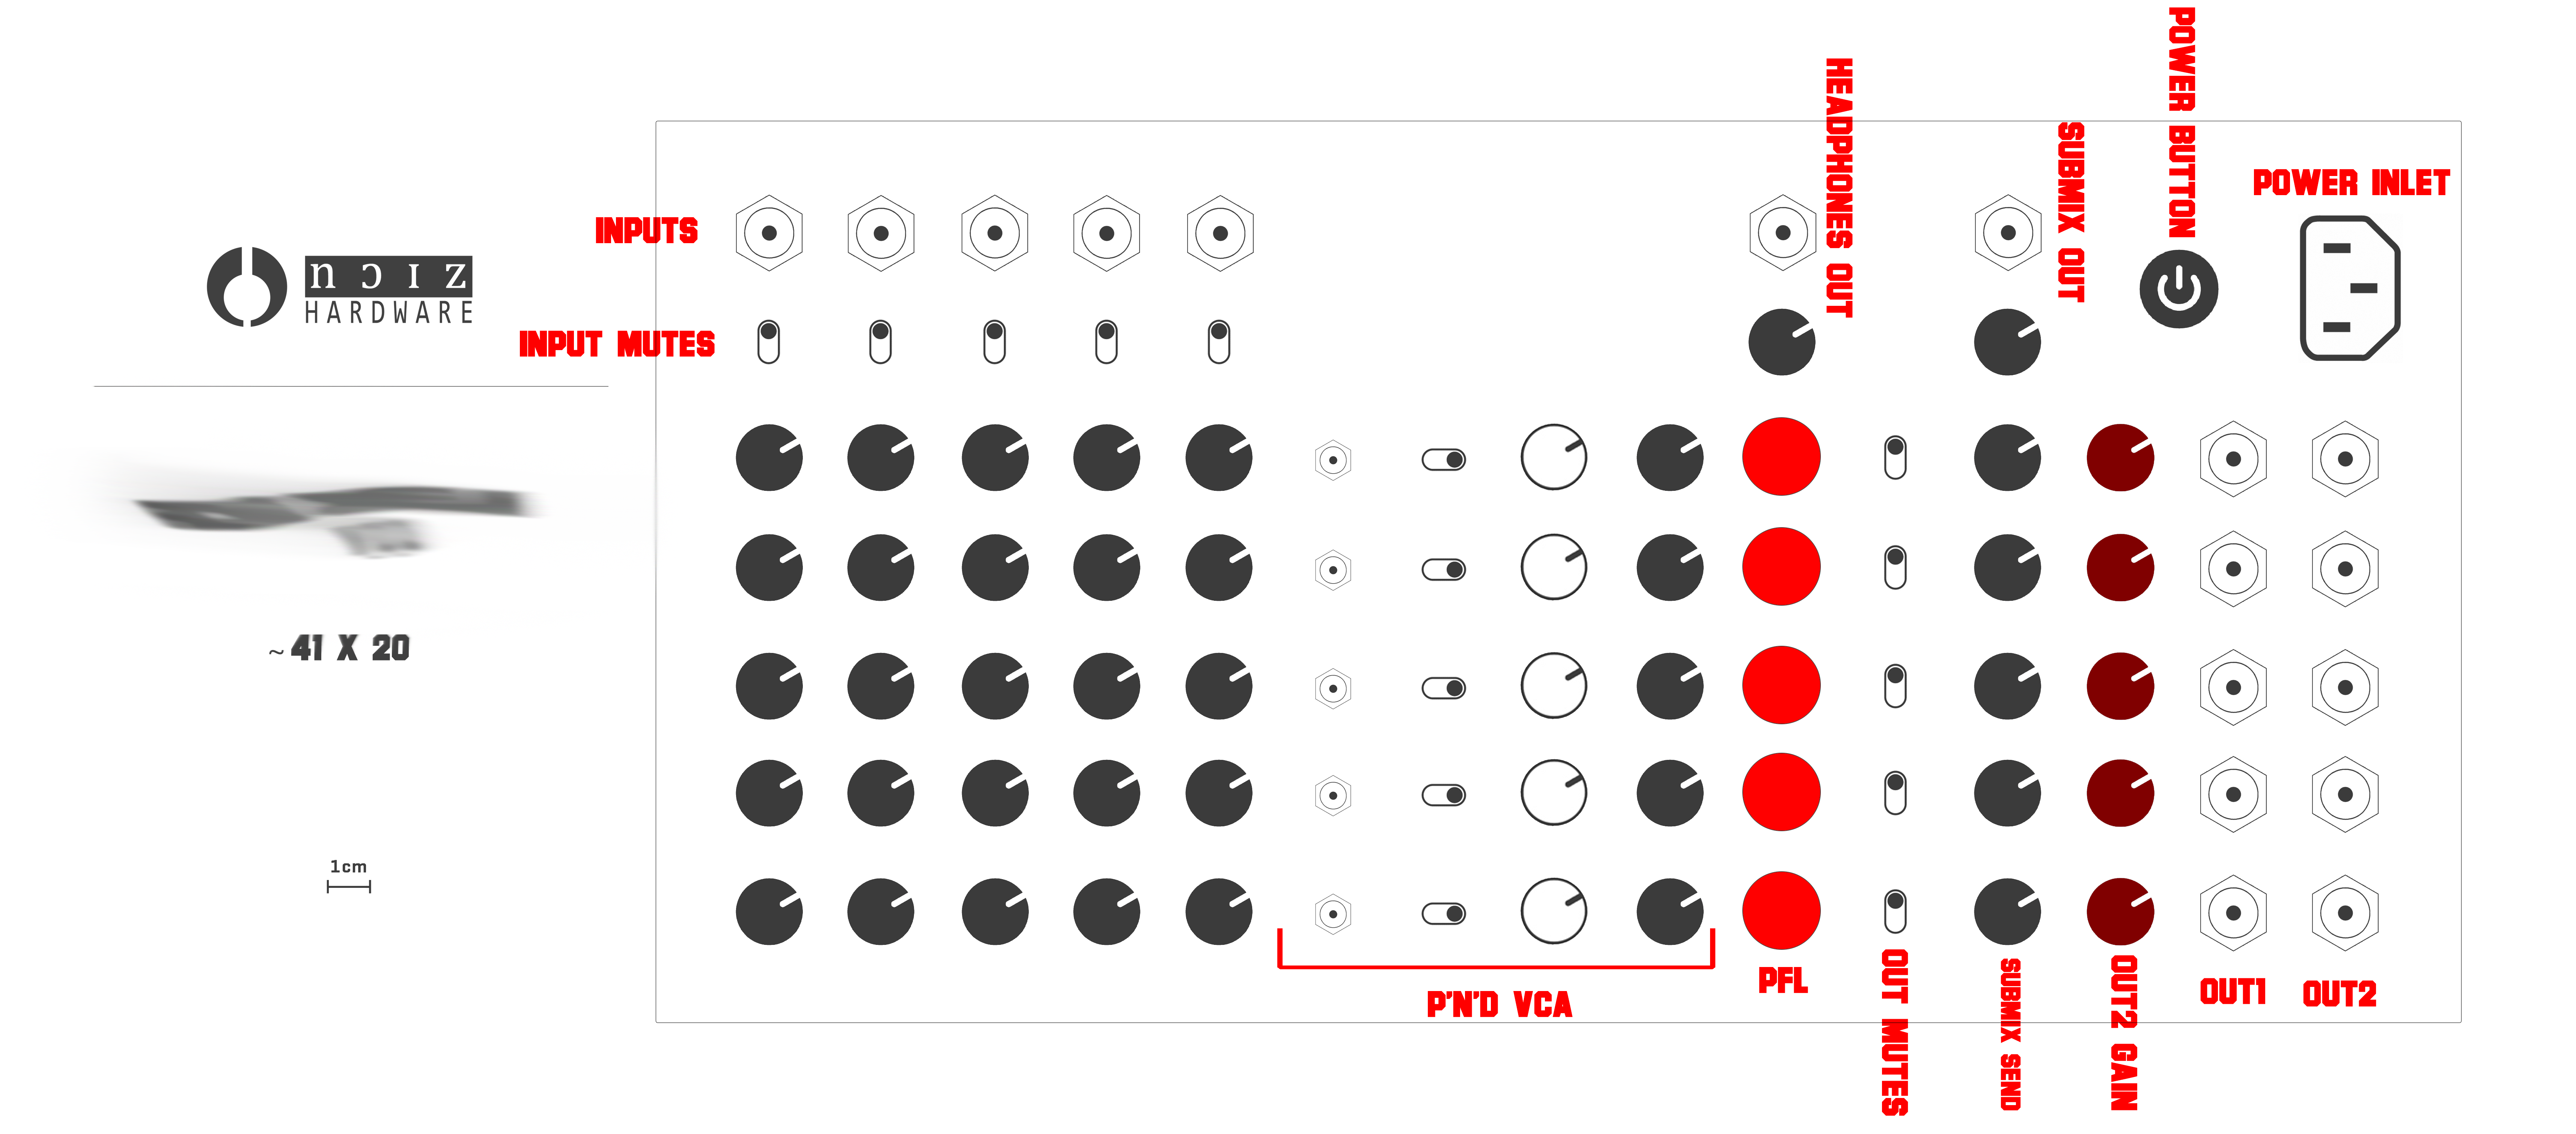 POWER BUTTON
HEADPHONES OUT
SUBMIX OUT
POWER INLET
INPUTS
nɔız
HARDWARE
INPUT MUTES
~41 X 20
1cm
P'N'D VCA
PFL
OUT MUTES
SUBMIX SEND
OUT2 GAIN
OUT1
OUT2